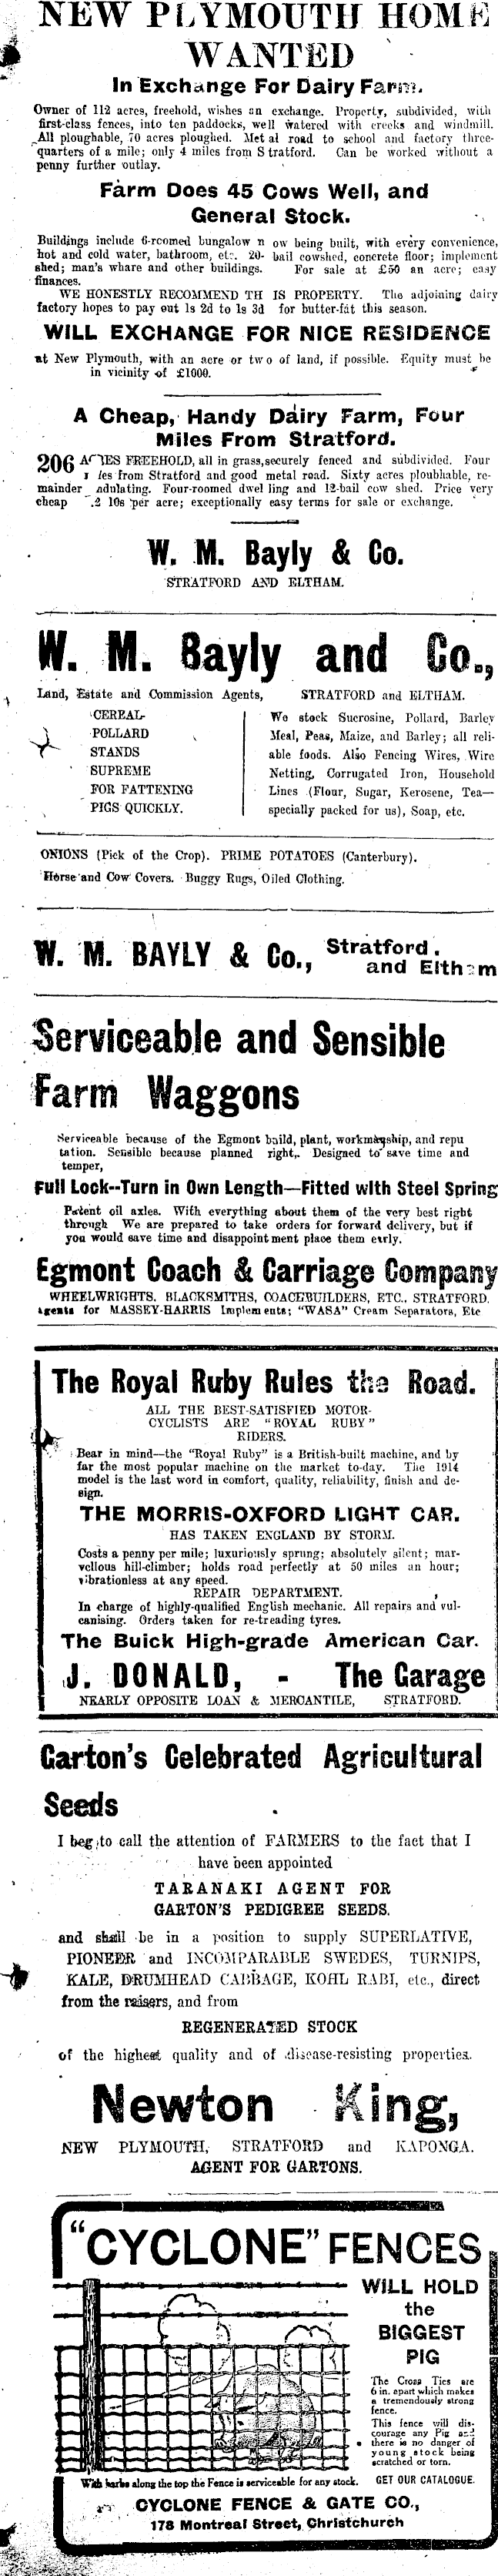 NEW PLYMOUTH HOME
WANTED
In Exchange For Dairy Farm.
Owner of 112 acres, freehold, wishes an exchange. Property, subdivided, with
first-class fences, into ten paddocks, well watered with creeks and windmill.
All ploughable, 70 acres ploughed. Metal road to school and factory three-
quarters of a mile; only 4 miles from Stratford. Can be worked without a
penny further outlay.
Farm Does 45 Cows Well, and
General Stock.
Buildings include 6-roomed bungalow n ow being built, with every convenience,
hot and cold water, bathroom, etc. 20- bail cowshed, concrete floor; implement
shed; man's whare and other buildings. For sale at £50 an acre; easy
finances.
WE HONESTLY RECOMMEND TH IS PROPERTY. The adjoining dairy
factory hopes to pay out 1s 2d to 1s 3d for butter-fat this season.
WILL EXCHANGE FOR NICE RESIDENCE
at New Plymouth, with an acre or two of land, if possible. Equity must be
in vicinity of £1000.
A Cheap, Handy Dairy Farm, Four
Miles From Stratford.
206 ACRES FREEHOLD, all in grass, securely fenced and subdivided. Four
les from Stratford and good metal road. Sixty acres ploughable, re-
mainder undulating. Four-roomed dwel ling and 12-bail cow shed. Price very
cheap 10s per acre; exceptionally easy terms for sale or exchange.
W. M. Bayly & Co.
STRATFORD AND ELTHAM.
W. M. Bayly and Co.,
Land, Estate and Commission Agents, STRATFORD and ELTHAM.
CEREAL
POLLARD
STANDS
SUPREME
FOR FATTENING
PIGS QUICKLY.
We stock Sucrosine, Pollard, Barley
Meal, Peas, Maize, and Barley; all reli-
able foods. Also Fencing Wires, Wire
Netting, Corrugated Iron, Household
Lines (Flour, Sugar, Kerosene, Tea—
specially packed for us), Soap, etc.
ONIONS (Pick of the Crop). PRIME POTATOES (Canterbury).
Horse and Cow Covers. Buggy Rugs, Oiled Clothing.
W. M. BAYLY & Co., Stratford
and Eltham
Serviceable and Sensible
Farm Waggons
Serviceable because of the Egmont build, plant, workmanship, and repu
tation. Sensible because planned right,. Designed to save time and
temper,
Full Lock--Turn in Own Length—Fitted with Steel Spring
Patent oil axles. With everything about them of the very best right
through We are prepared to take orders for forward delivery, but if
you would save time and disappointment place them early.
Egmont Coach & Carriage Company
WHEELWRIGHTS, BLACKSMITHS, COACHBUILDERS, ETC., STRATFORD.
Agents for MASSEY-HARRIS Implements; "WASA" Cream Separators, Etc
The Royal Ruby Rules the Road.
ALL THE BEST-SATISFIED MOTOR-
CYCLISTS ARE "ROYAL RUBY"
RIDERS.
Bear in mind—the "Royal Ruby" is a British-built machine, and by
far the most popular machine on the market to-day. The 1914
model is the last word in comfort, quality, reliability, finish and de-
sign.
THE MORRIS-OXFORD LIGHT CAR.
HAS TAKEN ENGLAND BY STORM.
Costs a penny per mile; luxuriously sprung; absolutely silent; mar-
vellous hill-climber; holds road perfectly at 50 miles an hour;
vibrationless at any speed.
REPAIR DEPARTMENT.
In charge of highly-qualified English mechanic. All repairs and vul-
canising. Orders taken for re-treading tyres.
The Buick High-grade American Car.
J. DONALD, - The Garage
NEARLY OPPOSITE LOAN & MERCANTILE, STRATFORD.
Garton's Celebrated Agricultural
Seeds
I beg to call the attention of FARMERS to the fact that I
have been appointed
TARANAKI AGENT FOR
GARTON'S PEDIGREE SEEDS.
and shall be in a position to supply SUPERLATIVE,
PIONEER and INCOMPARABLE SWEDES, TURNIPS,
KALE, DRUMHEAD CABBAGE, KOHL RABI, etc., direct
from the raisers, and from
REGENERATED STOCK
of the highest quality and of disease-resisting properties.
Newton King,
NEW PLYMOUTH, STRATFORD and KAPONGA.
AGENT FOR GARTONS.
"CYCLONE" FENCES
WILL HOLD
the
BIGGEST
PIG
The Cross Ties are
6 in. apart which makes
a tremendously strong
fence.
This fence will dis-
courage any Pig and
there is no danger of
young stock being
scratched or torn.
GET OUR CATALOGUE.
With barbs along the top the Fence is serviceable for any stock.
CYCLONE FENCE & GATE CO.,
178 Montreal Street, Christchurch